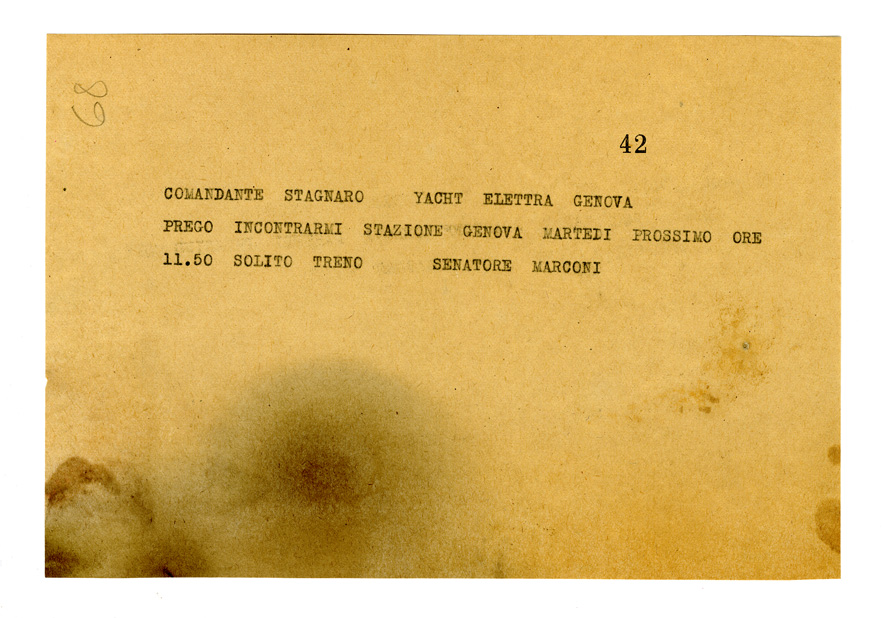 68
42
COMANDANTE STAGNARO YACHT ELETTRA GENOVA
PREGO INCONTRARMI STAZIONE GENOVA MARTEDI PROSSIMO ORE
11.50 SOLITO TRENO SENATORE MARCONI